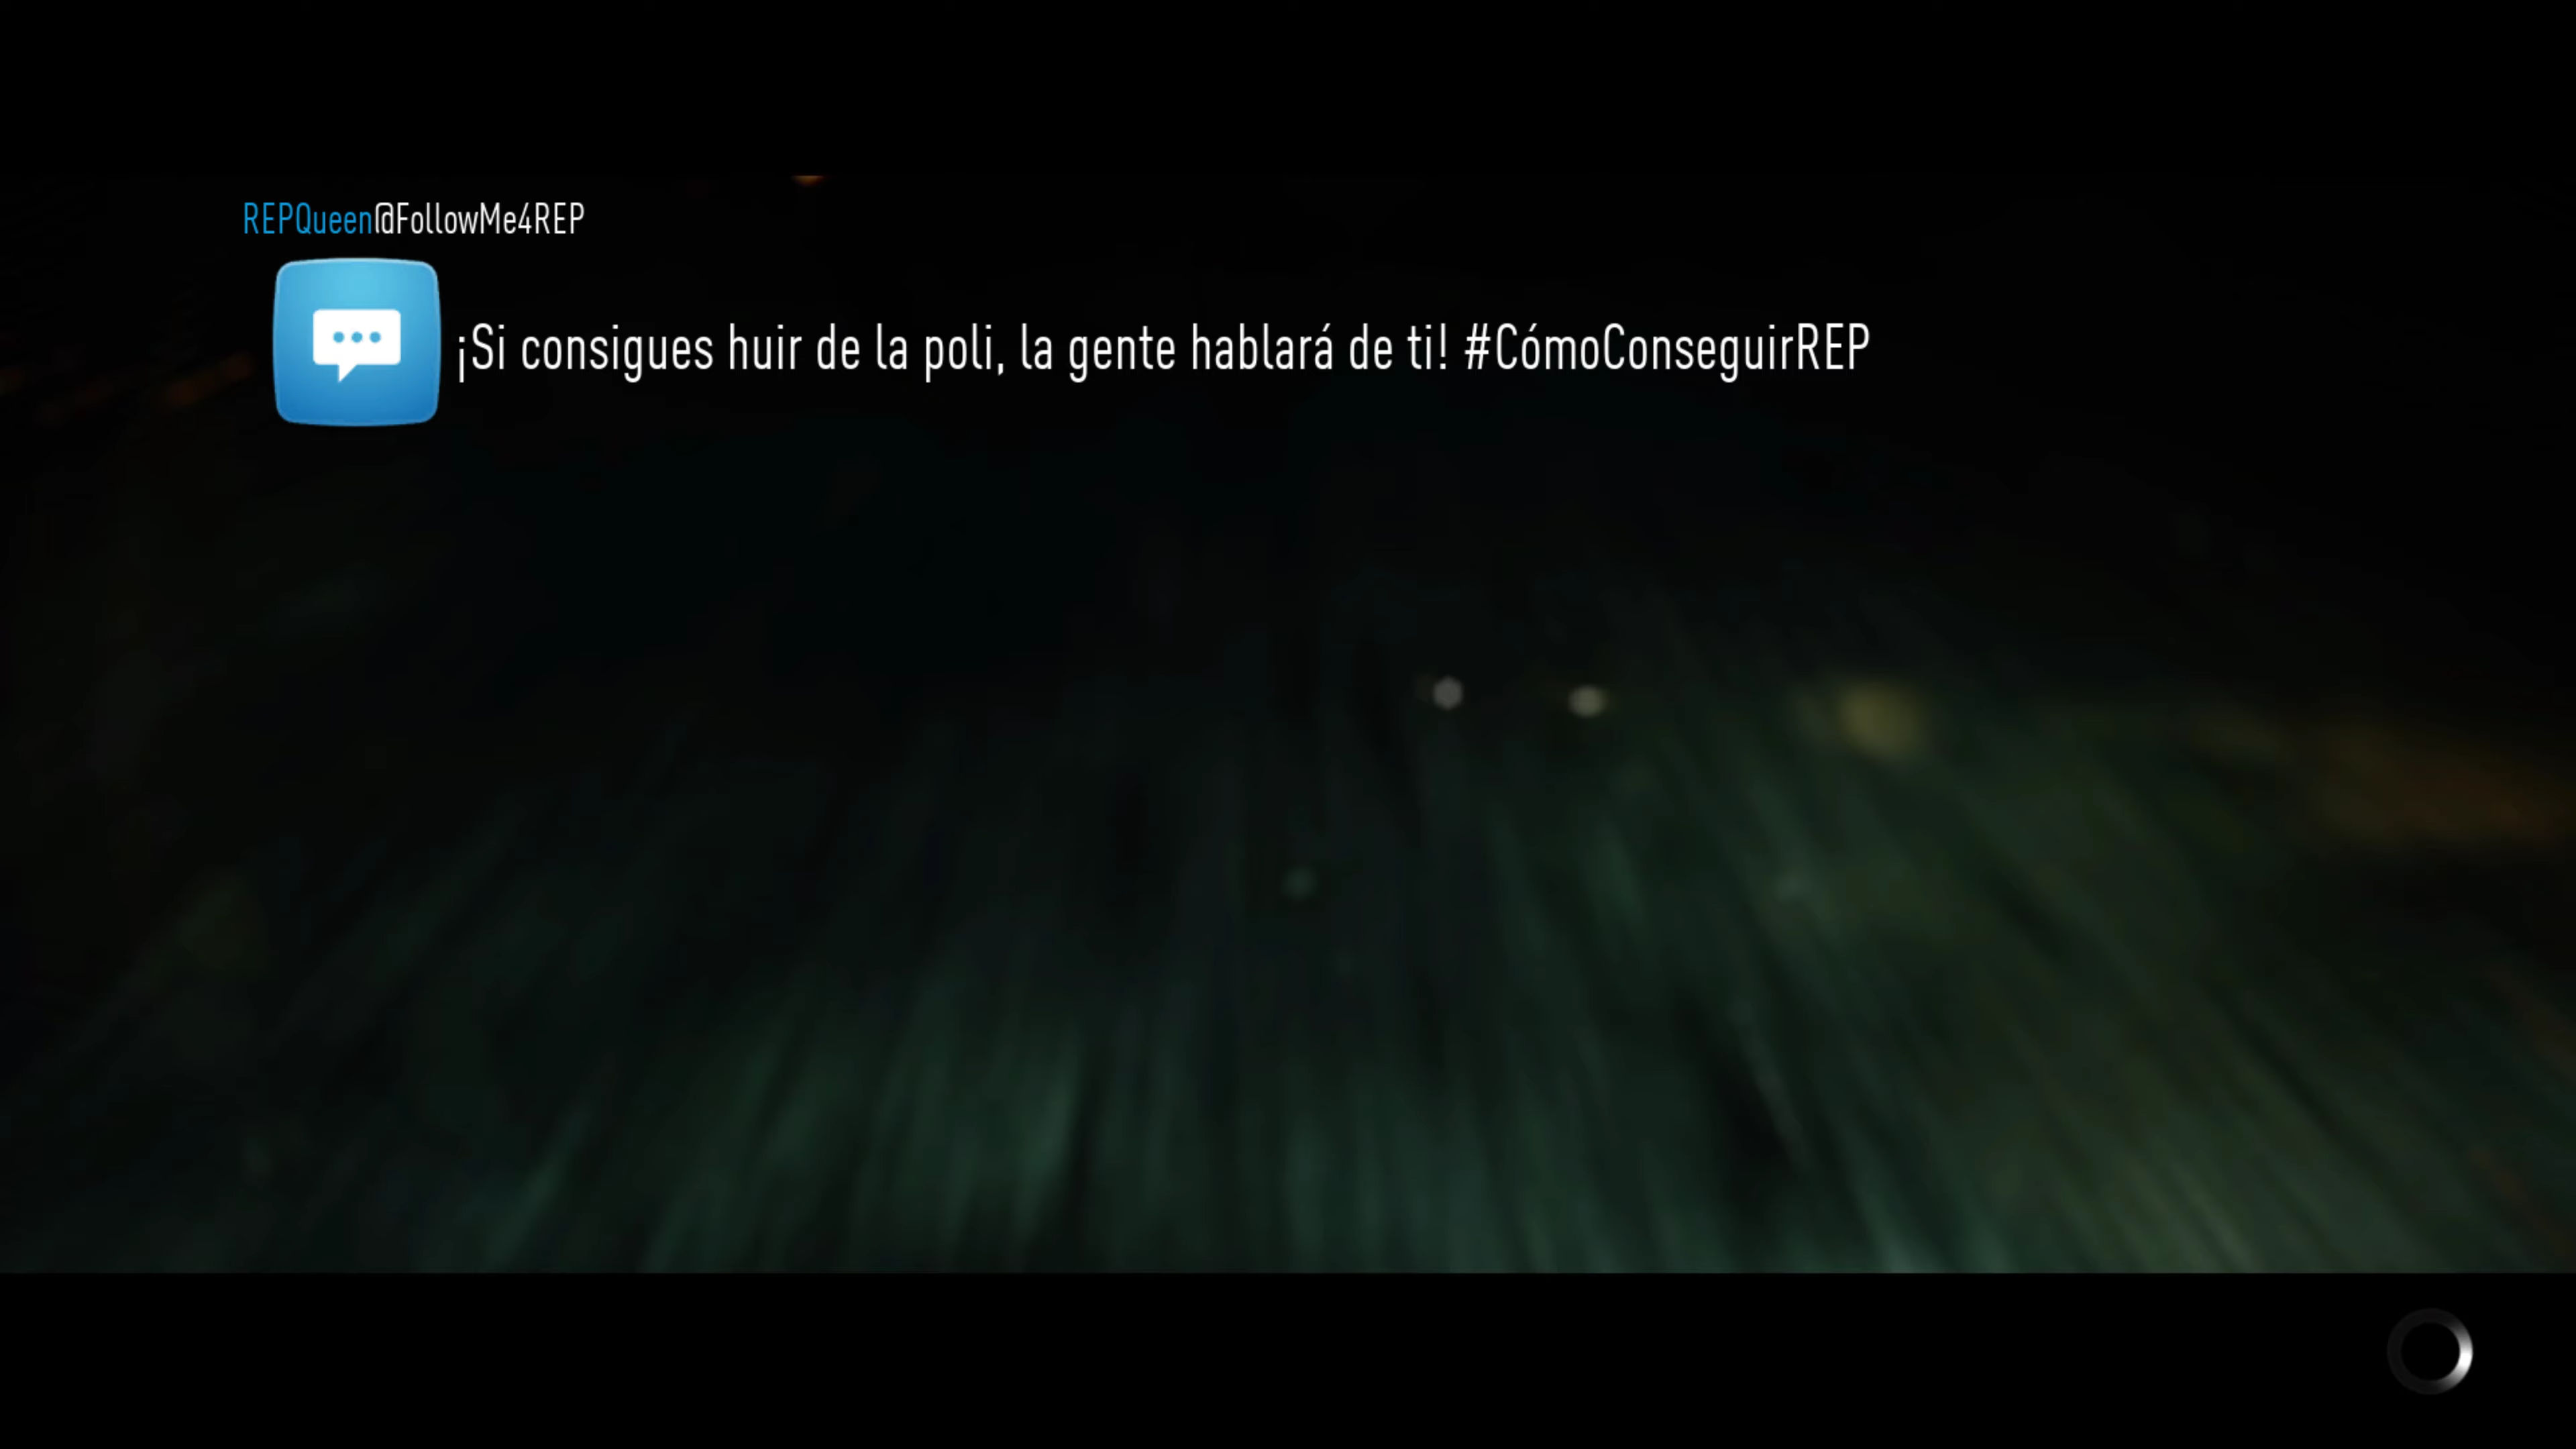 REPQueen@FollowMe4REP
¡Si consigues huir de la poli, la gente hablará de ti! #CómoConseguirREP